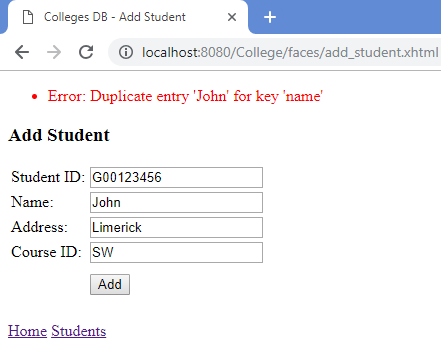 Colleges DB - Add Student
localhost:8080/College/faces/add_student.xhtml
Error: Duplicate entry 'John' for key 'name'
Add Student
Student ID: G00123456
Name: John
Address: Limerick
Course ID: SW
Add
Home Students